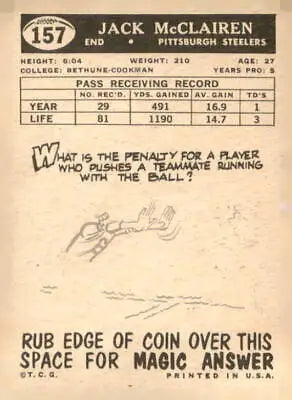 157
JACK McCLAIREN
END • PITTSBURGH STEELERS
HEIGHT: 6:04 WEIGHT: 210 AGE: 27
COLLEGE: BETHUNE-COOKMAN YEARS PRO: 5
PASS RECEIVING RECORD
NO. REC'D. YDS. GAINED AV. GAIN TD'S
YEAR 29 491 16.9 1
LIFE 81 1190 14.7 3
WHAT IS THE PENALTY FOR A PLAYER
WHO PUSHES A TEAMMATE RUNNING
WITH THE BALL?
RUB EDGE OF COIN OVER THIS
SPACE FOR MAGIC ANSWER
©T.C.G. PRINTED IN U.S.A.